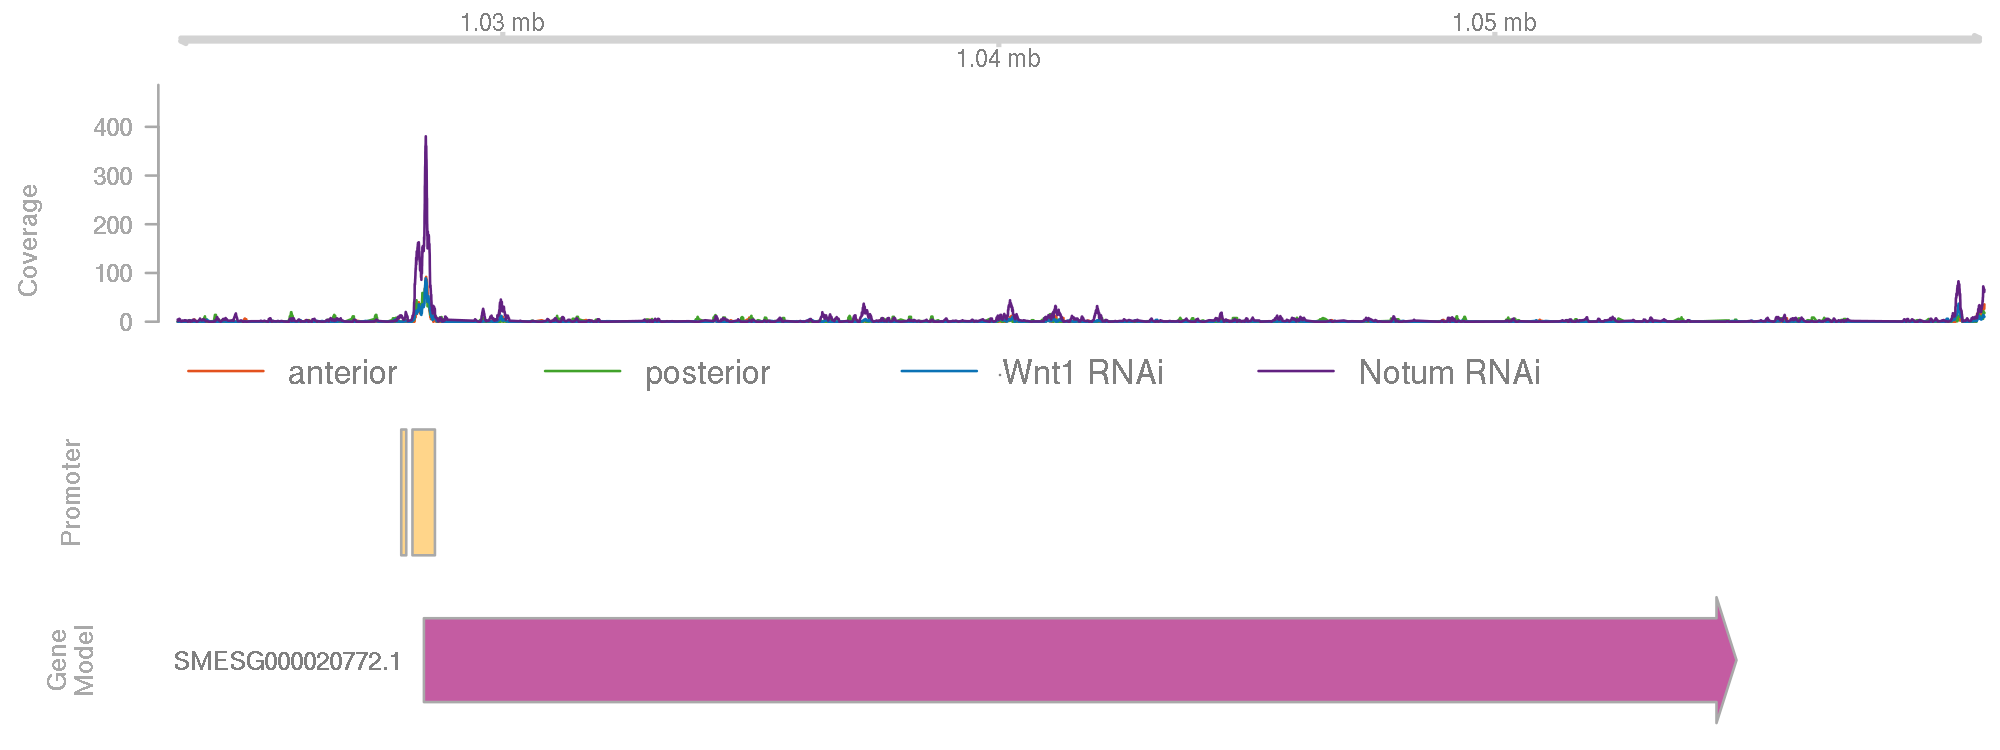 1.03 mb
1.05 mb
1.04 mb
Coverage
400
300
200
100
0
anterior
posterior
Wnt1 RNAi
Notum RNAi
Promoter
Gene
Model
SMESG000020772.1